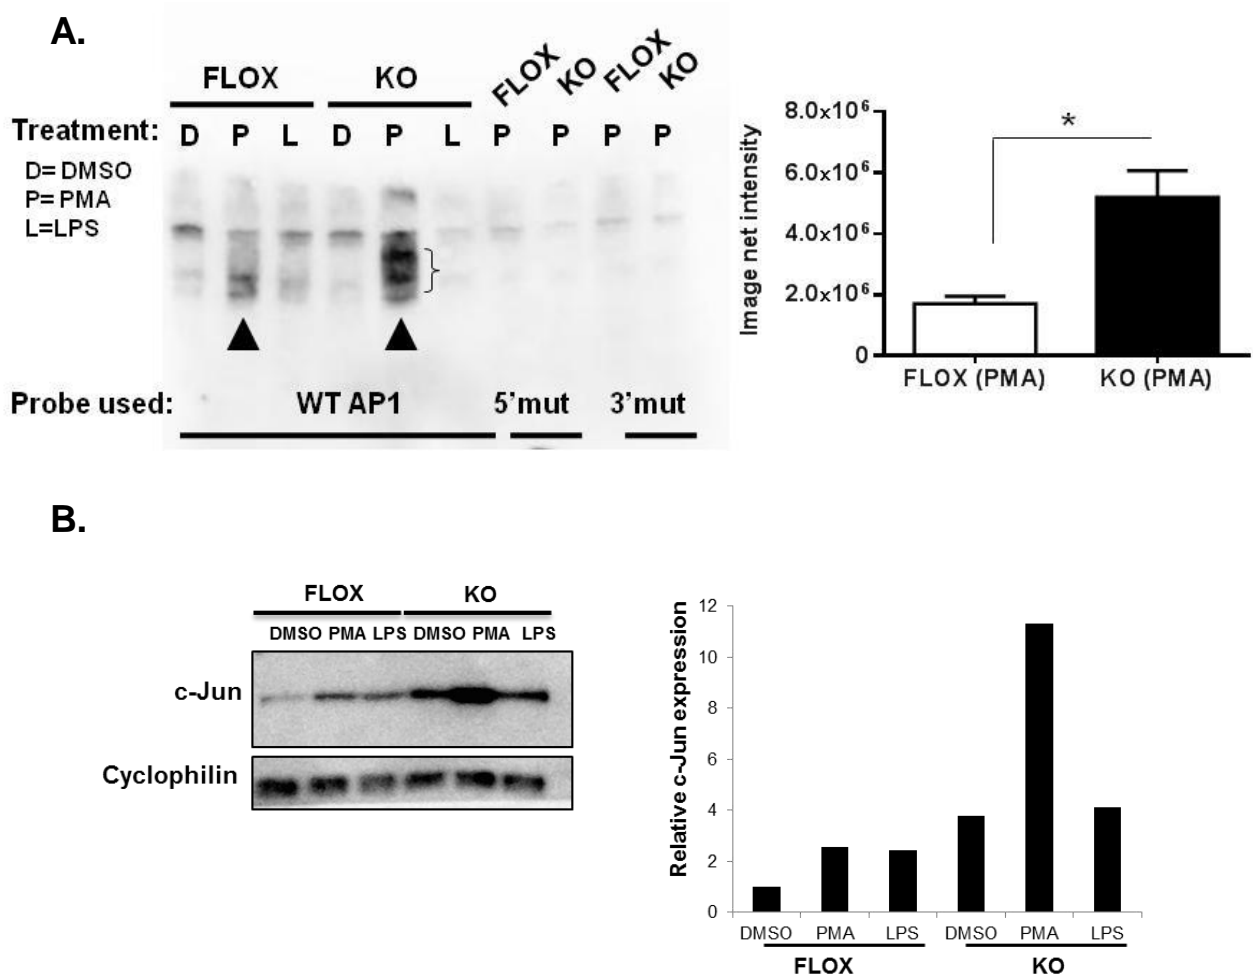 A.
FLOX KO FLOX KO FLOX KO
Treatment: D P L D P L P P P P
D= DMSO
P= PMA
L=LPS
Probe used: WT AP1 5’mut 3’mut
Image net intensity
8.0x10⁶
6.0x10⁶
4.0x10⁶
2.0x10⁶
0
*
FLOX (PMA) KO (PMA)
B.
FLOX KO
DMSO PMA LPS DMSO PMA LPS
c-Jun
Cyclophilin
Relative c-Jun expression
12
10
8
6
4
2
0
DMSO PMA LPS DMSO PMA LPS
FLOX KO